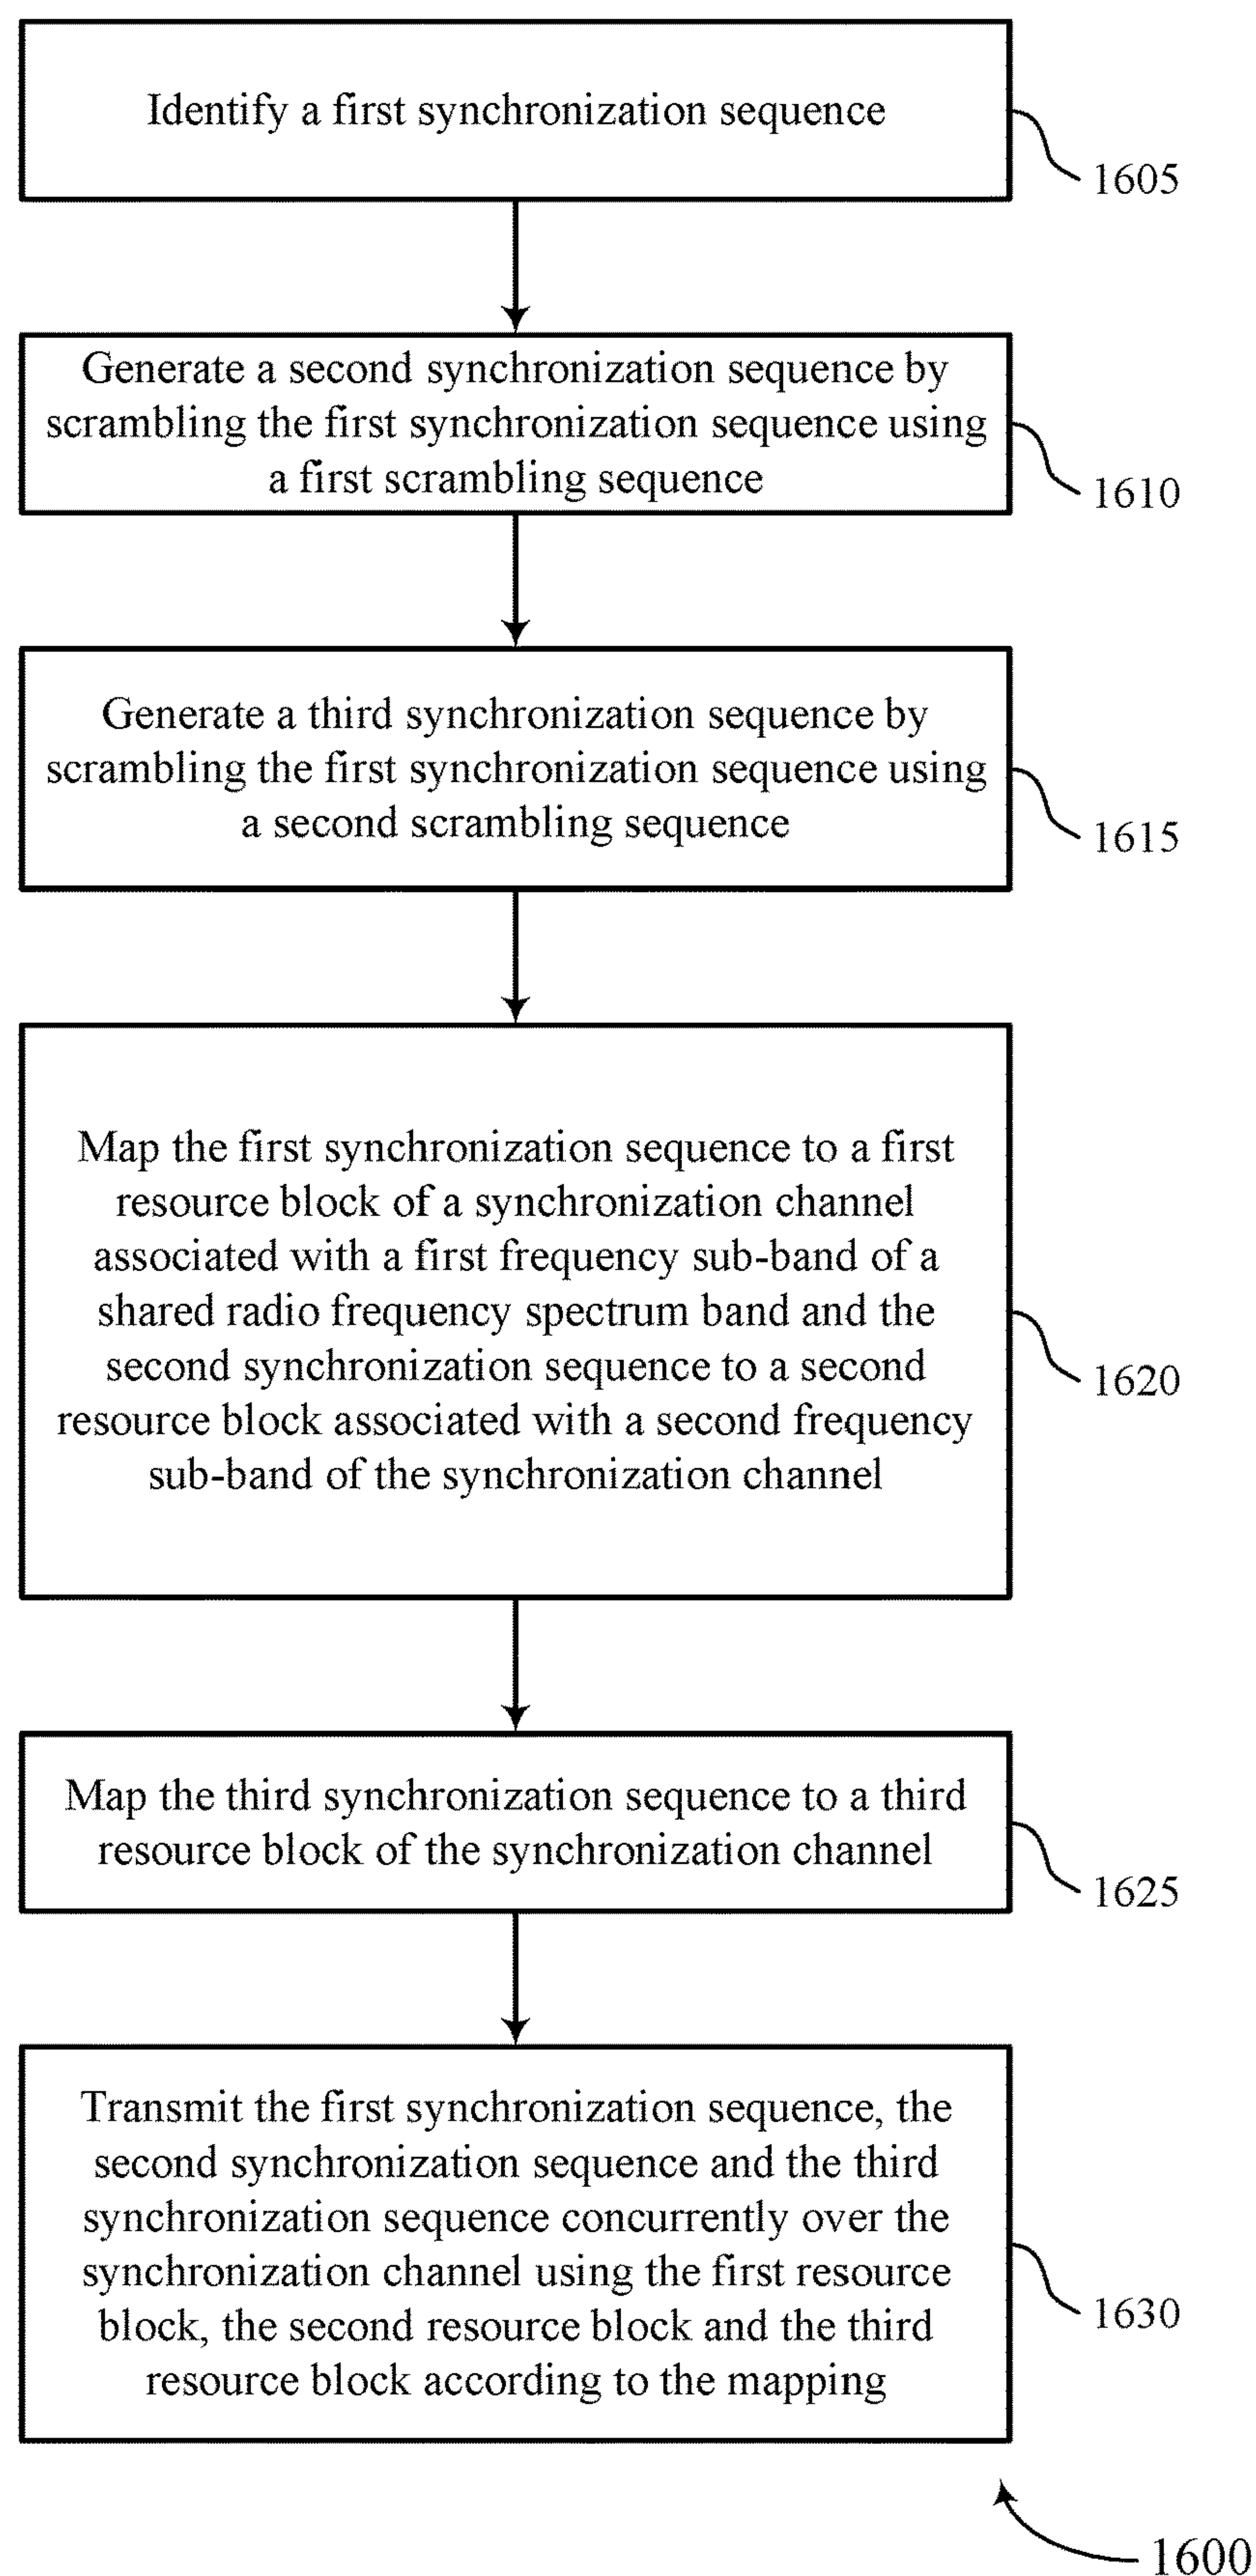 Identify a first synchronization sequence
1605
Generate a second synchronization sequence by
scrambling the first synchronization sequence using
a first scrambling sequence
1610
Generate a third synchronization sequence by
scrambling the first synchronization sequence using
a second scrambling sequence
1615
Map the first synchronization sequence to a first
resource block of a synchronization channel
associated with a first frequency sub-band of a
shared radio frequency spectrum band and the
second synchronization sequence to a second
resource block associated with a second frequency
sub-band of the synchronization channel
1620
Map the third synchronization sequence to a third
resource block of the synchronization channel
1625
Transmit the first synchronization sequence, the
second synchronization sequence and the third
synchronization sequence concurrently over the
synchronization channel using the first resource
block, the second resource block and the third
resource block according to the mapping
1630
1600